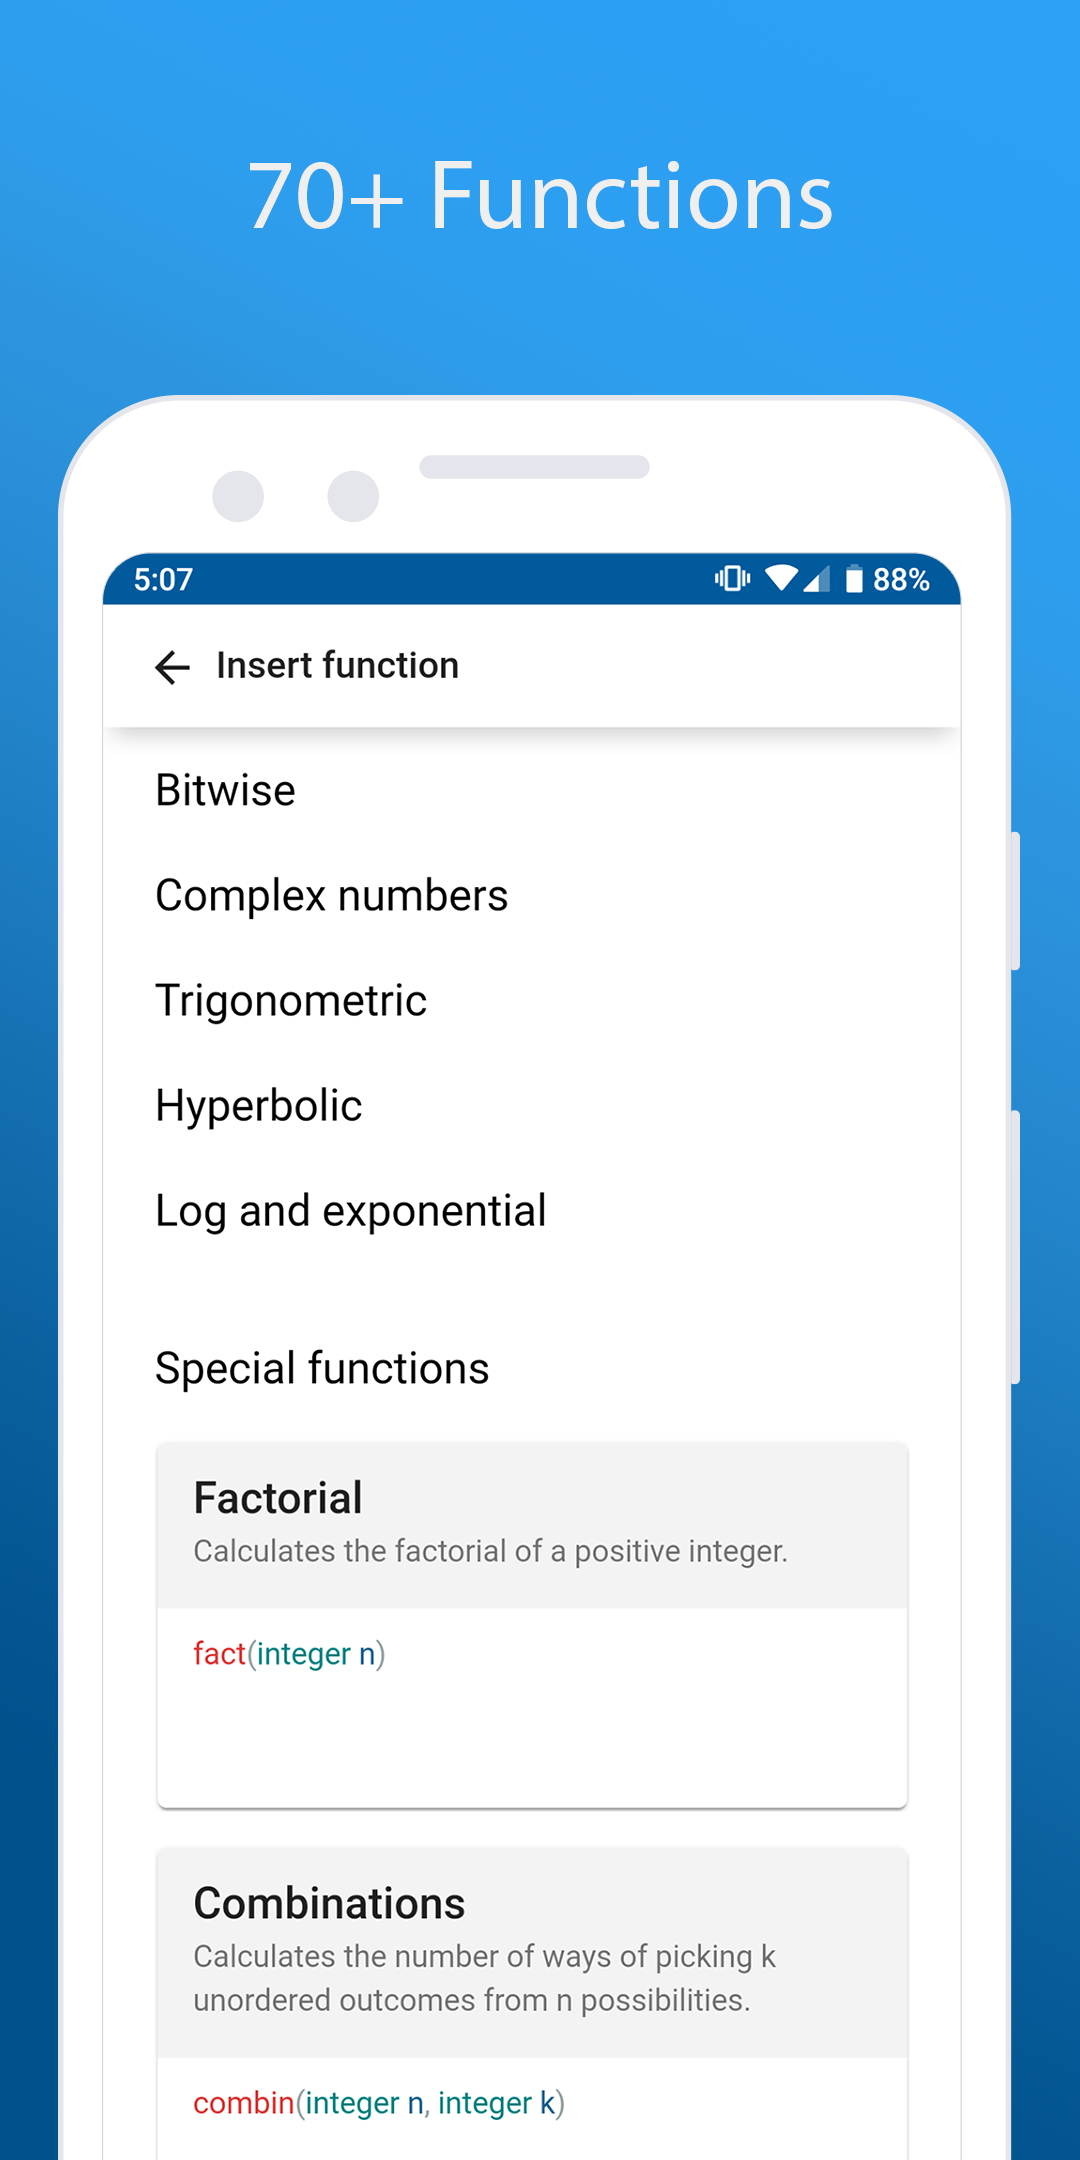 70+ Functions
5:07
88%
Insert function
Bitwise
Complex numbers
Trigonometric
Hyperbolic
Log and exponential
Special functions
Factorial
Calculates the factorial of a positive integer.
fact(integer n)
Combinations
Calculates the number of ways of picking k
unordered outcomes from n possibilities.
combin(integer n, integer k)